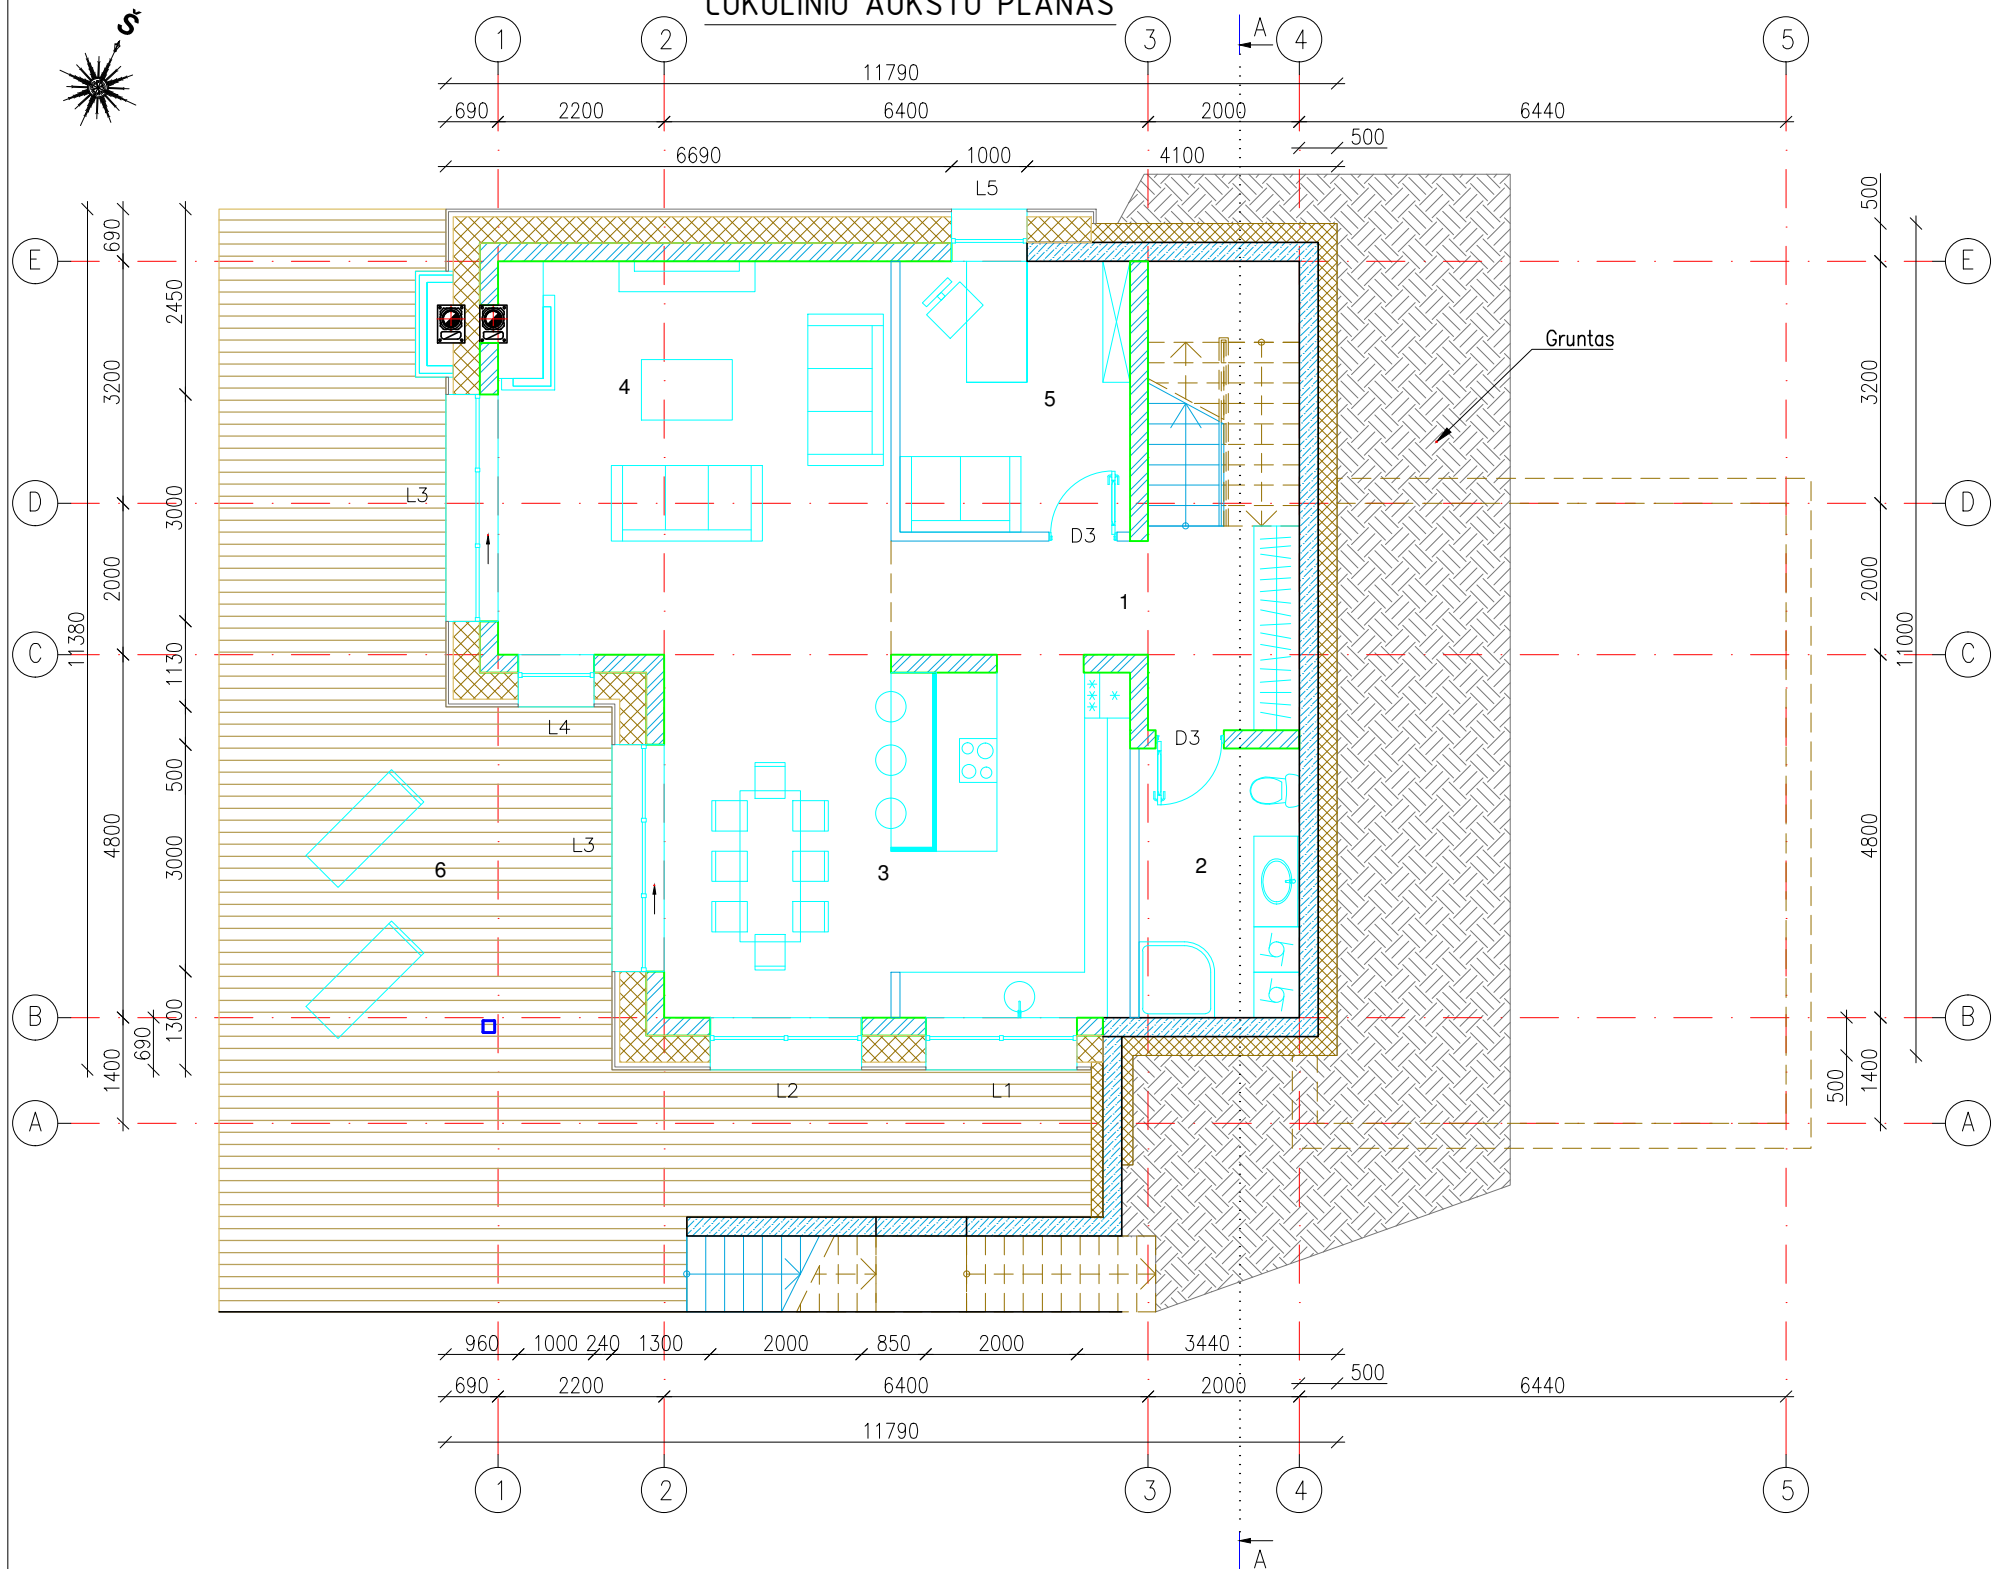 COKOLINIO AUKŠTO PLANAS
Š
1 2 3 A 4 5
11790
690 2200 6400 2000 6440
500
6690 1000 4100
L5
690
2450
500
E E
3200
3200
Gruntas
4
5
L3
D D
3000
D3
2000
2000
1
11380
1130
11000
C C
L4
D3
500
4800
3000
4800
L3
6
3
2
B B
690
1300
1400
500
1400
L2 L1
A A
960 1000 240 1300 2000 850 2000 3440
500
690 2200 6400 2000 6440
11790
1 2 3 4 5
A